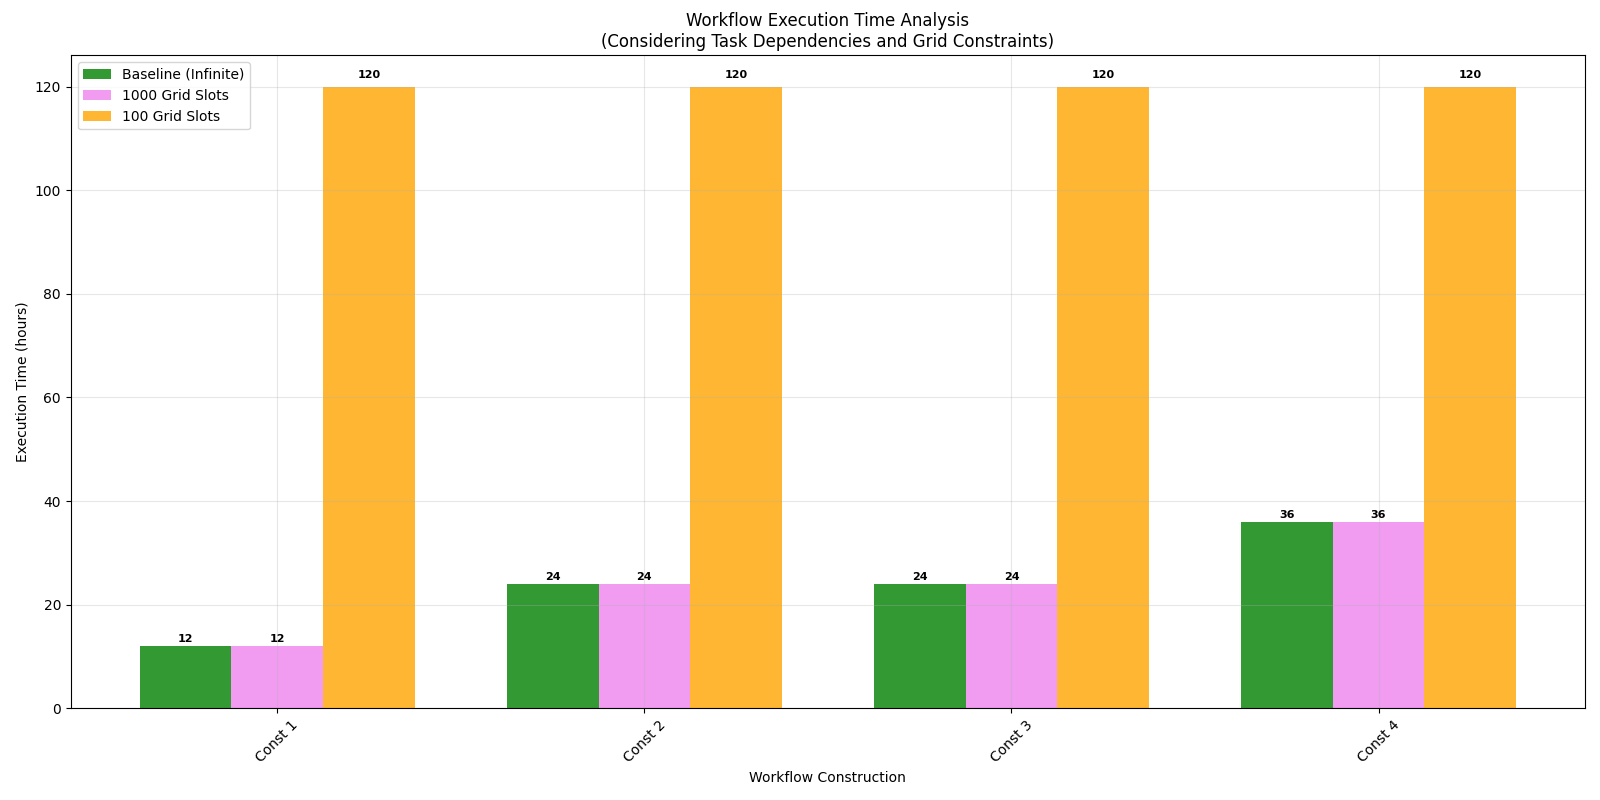 Workflow Execution Time Analysis
(Considering Task Dependencies and Grid Constraints)
Baseline (Infinite)
1000 Grid Slots
100 Grid Slots
Execution Time (hours)
120
100
80
60
40
20
0
12
12
120
24
24
120
24
24
120
36
36
120
Const 1
Const 2
Const 3
Const 4
Workflow Construction